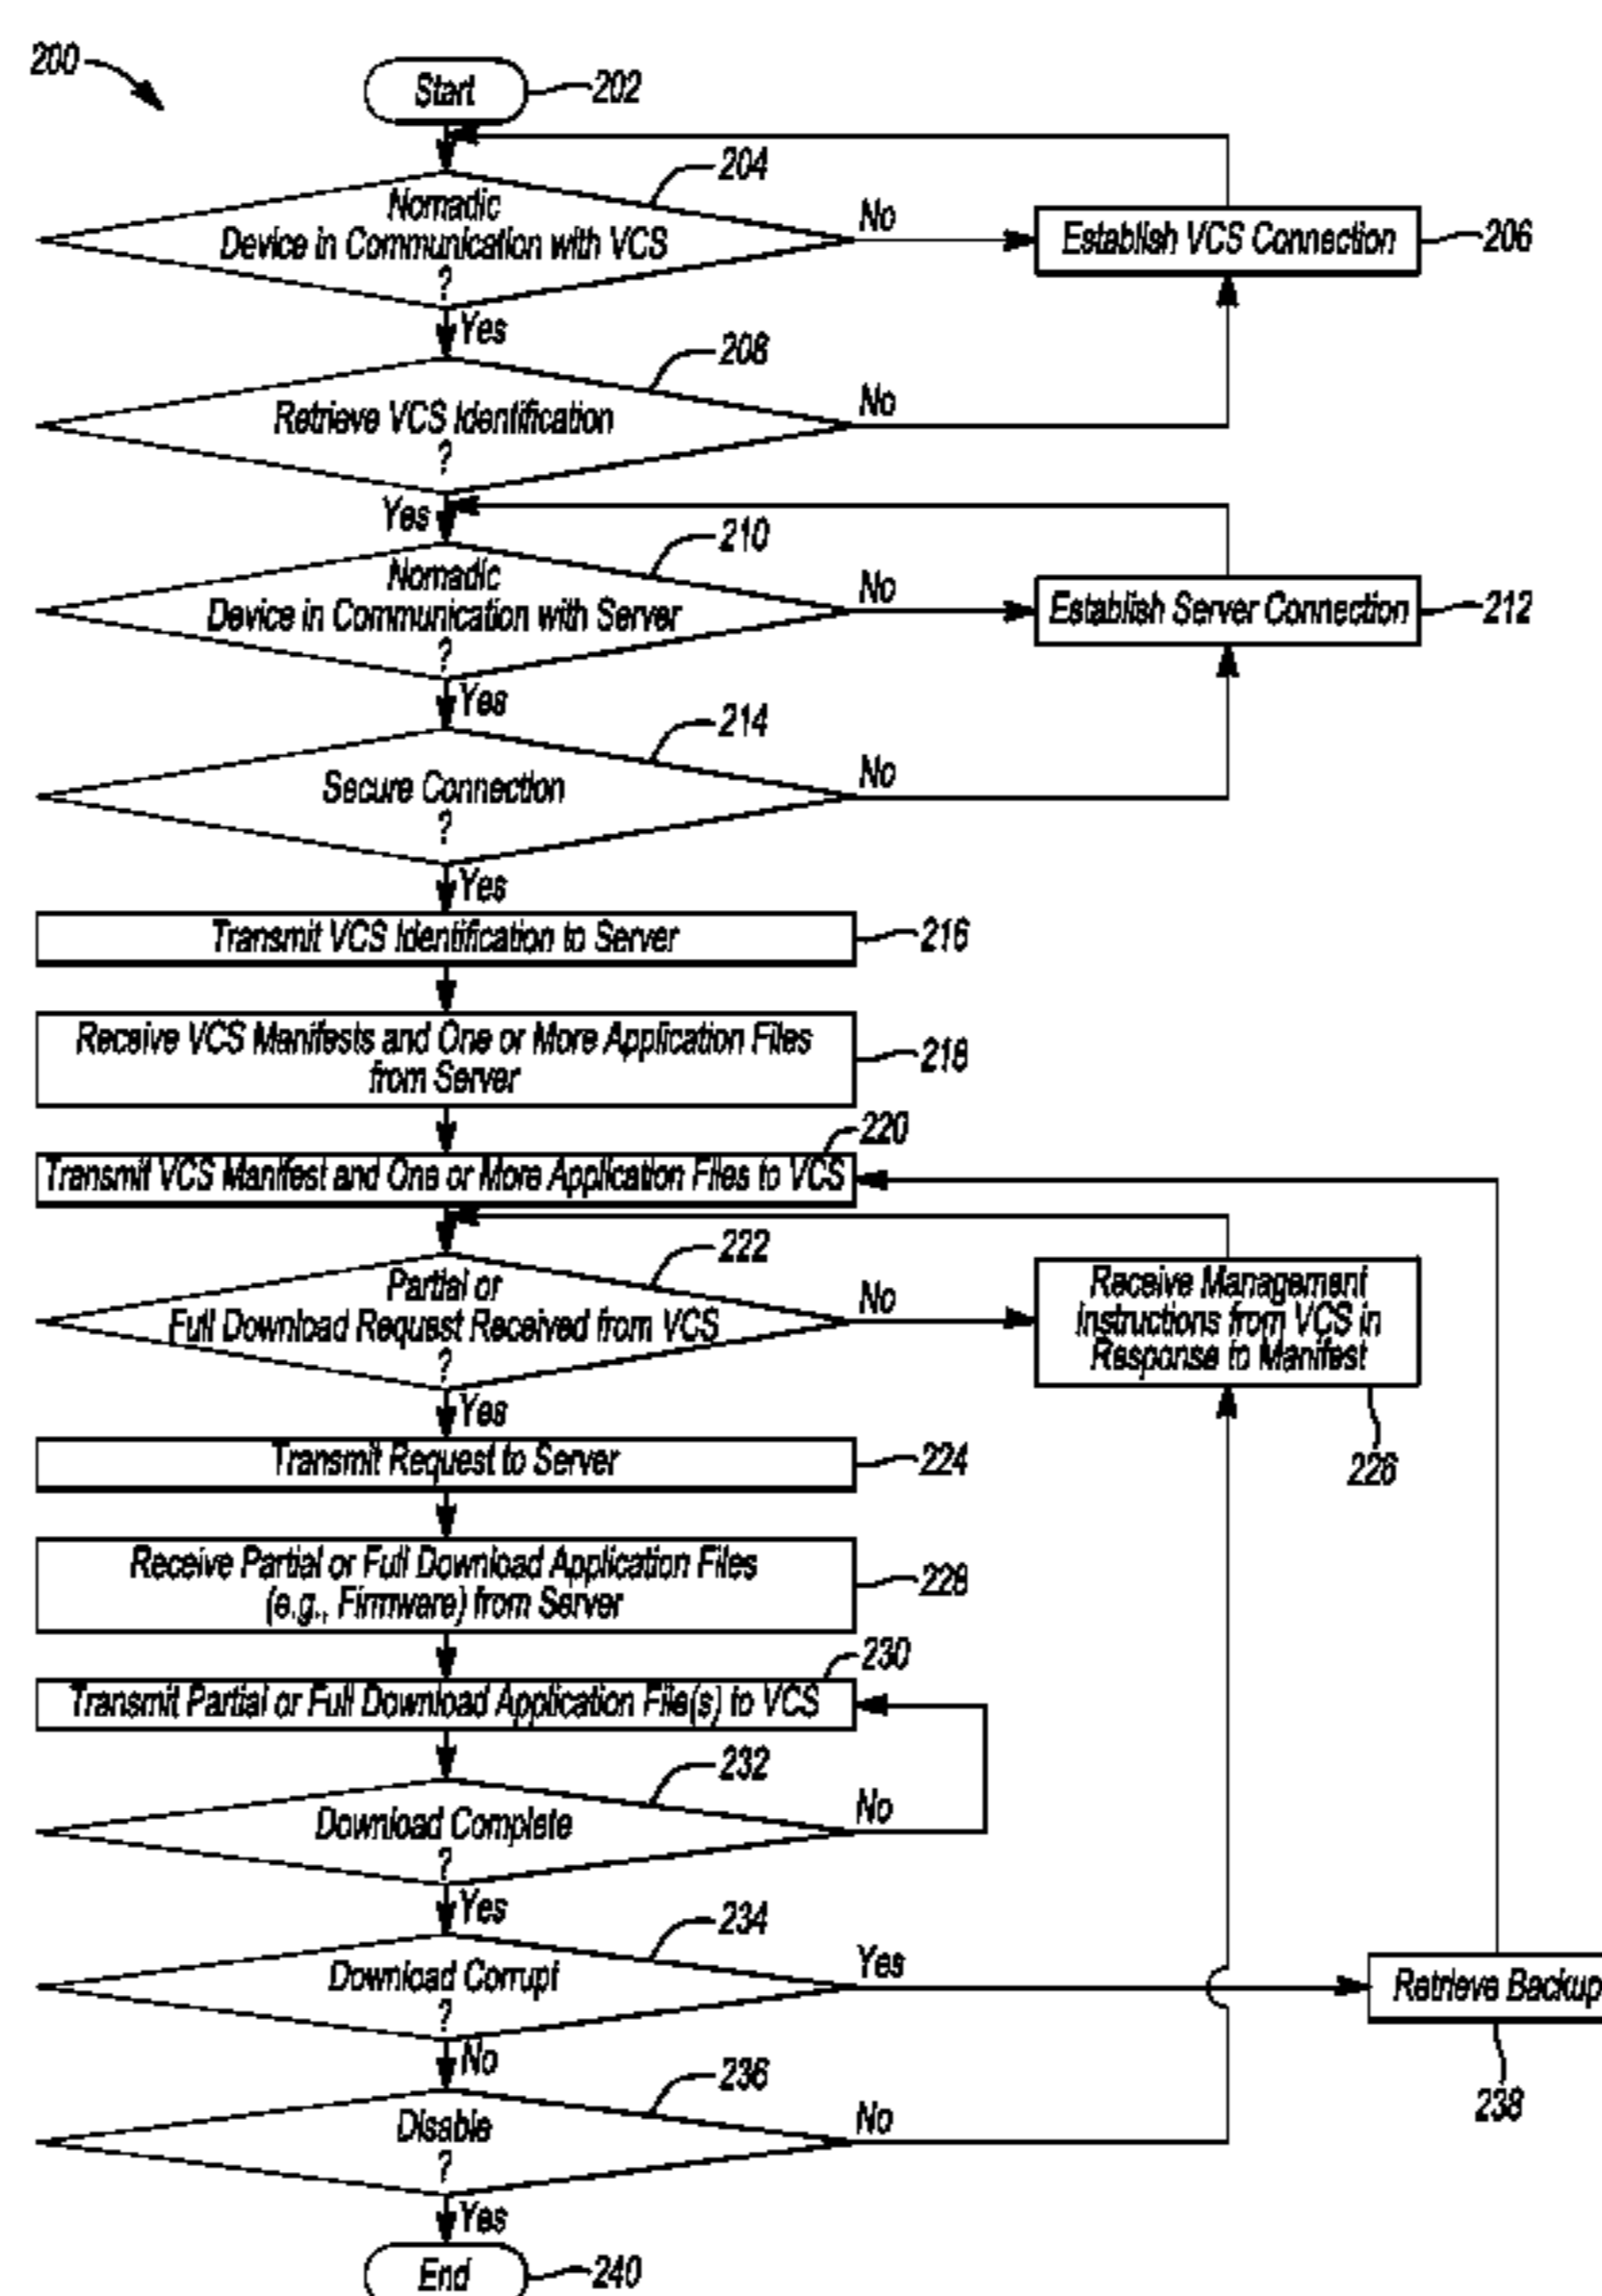 200
Start
202
Nomadic
Device in Communication with VCS
?
204
No
Establish VCS Connection
206
Yes
Retrieve VCS Identification
?
208
No
Yes
Nomadic
Device in Communication with Server
?
210
No
Establish Server Connection
212
Yes
Secure Connection
?
214
No
Yes
Transmit VCS Identification to Server
216
Receive VCS Manifests and One or More Application Files
from Server
218
Transmit VCS Manifest and One or More Application Files to VCS
220
Partial or
Full Download Request Received from VCS
?
222
No
Receive Management
Instructions from VCS in
Response to Manifest
226
Yes
Transmit Request to Server
224
Receive Partial or Full Download Application Files
(e.g., Firmware) from Server
228
Transmit Partial or Full Download Application File(s) to VCS
230
Download Complete
?
232
No
Yes
Download Corrupt
?
234
Yes
Retrieve Backup
238
No
Disable
?
236
No
Yes
End
240